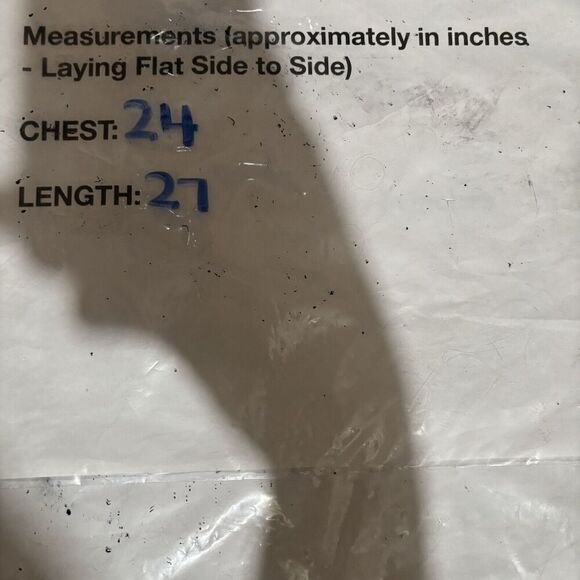 Measurements (approximately in inches
- Laying Flat Side to Side)
CHEST: 24
LENGTH: 27